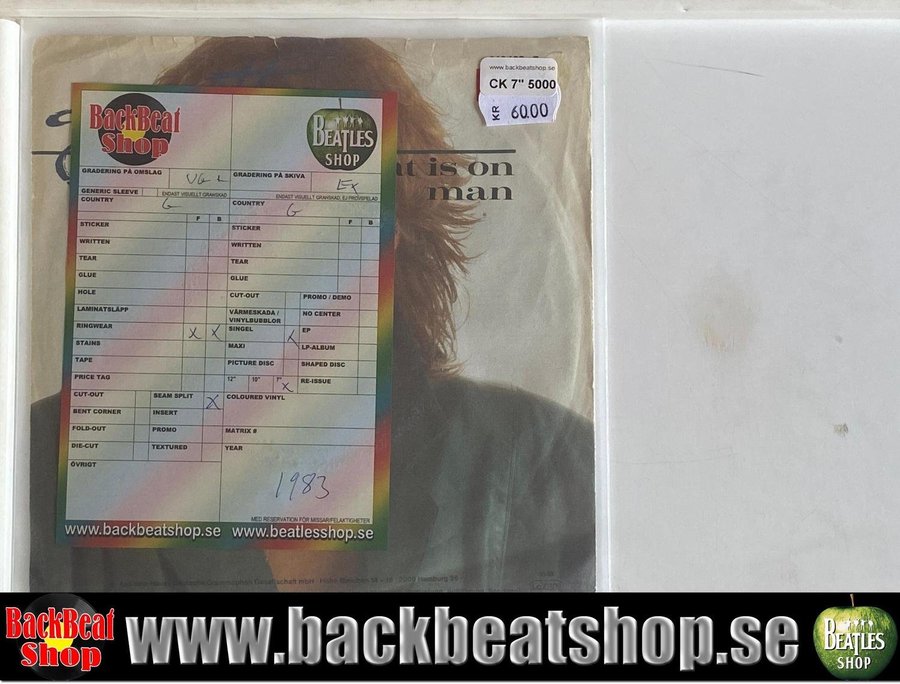 www.backbeatshop.se
CK 7" 5000
KR 60.00
at is on
man
BackBeat
Shop
BEATLES
SHOP
GRADERING PÅ OMSLAG
GRADERING PÅ SKIVA
EX
GENERIC SLEEVE
ENDAST VISUELLT GRANSKAD
ENDAST VISUELLT GRANSKAD, EJ PROVSPELAD
COUNTRY G
COUNTRY G
F B
F B
STICKER
STICKER
WRITTEN
WRITTEN
TEAR
TEAR
GLUE
GLUE
HOLE
CUT-OUT
PROMO / DEMO
LAMINATSLÄPP
VÄRMESKADA /
VINYLBUBBLOR
NO CENTER
RINGWEAR X X
SINGEL X
EP
STAINS
MAXI
LP-ALBUM
TAPE
PICTURE DISC
SHAPED DISC
PRICE TAG
12" 10" 7" X
RE-ISSUE
CUT-OUT
SEAM SPLIT X
COLOURED VINYL
BENT CORNER
INSERT
FOLD-OUT
PROMO
MATRIX #
DIE-CUT
TEXTURED
YEAR
ÖVRIGT
1983
MED RESERVATION FÖR MISSAR/FELAKTIGHETER
www.backbeatshop.se www.beatlesshop.se
BackBeat
Shop
www.backbeatshop.se
BEATLES
SHOP